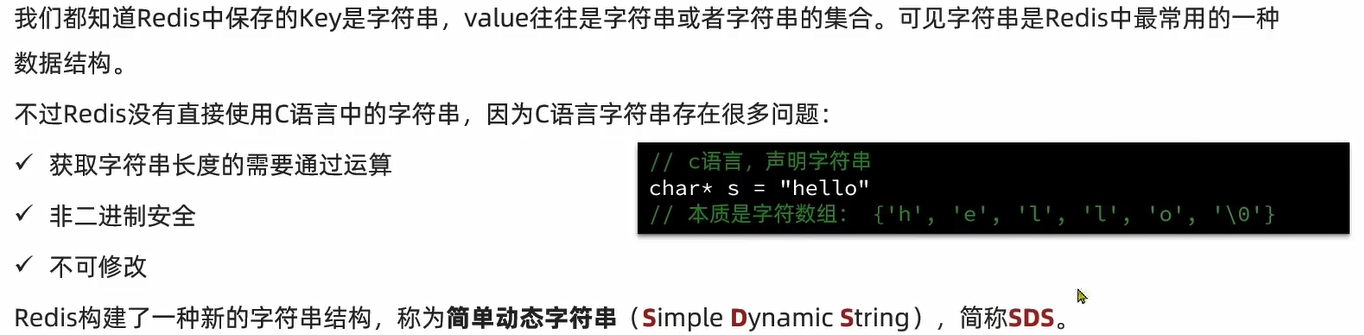 我们都知道Redis中保存的Key是字符串，value往往是字符串或者字符串的集合。可见字符串是Redis中最常用的一种
数据结构。
不过Redis没有直接使用C语言中的字符串，因为C语言字符串存在很多问题：
✓ 获取字符串长度的需要通过运算
✓ 非二进制安全
✓ 不可修改
// c语言，声明字符串
char* s = "hello"
// 本质是字符数组： {'h', 'e', 'l', 'l', 'o', '\0'}
Redis构建了一种新的字符串结构，称为简单动态字符串（Simple Dynamic String），简称SDS。